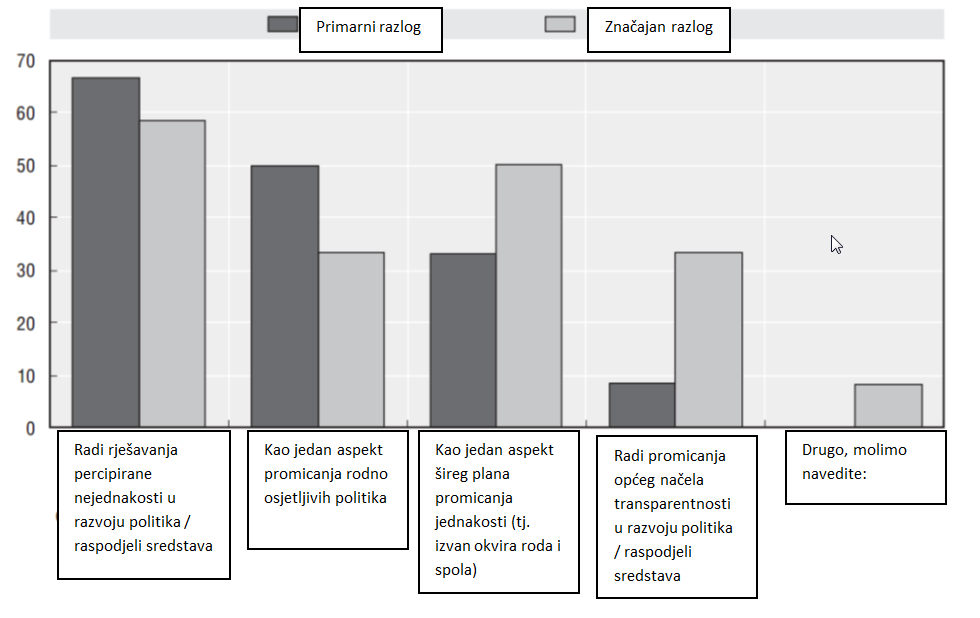 Primarni razlog
Značajan razlog
70
60
50
40
30
20
10
0
Radi rješavanja
percipirane
nejednakosti u
razvoju politika /
raspodjeli sredstava
Kao jedan aspekt
promicanja rodno
osjetljivih politika
Kao jedan aspekt
šireg plana
promicanja
jednakosti (tj.
izvan okvira roda i
spola)
Radi promicanja
općeg načela
transparentnosti
u razvoju politika
/ raspodjeli
sredstava
Drugo, molimo
navedite: